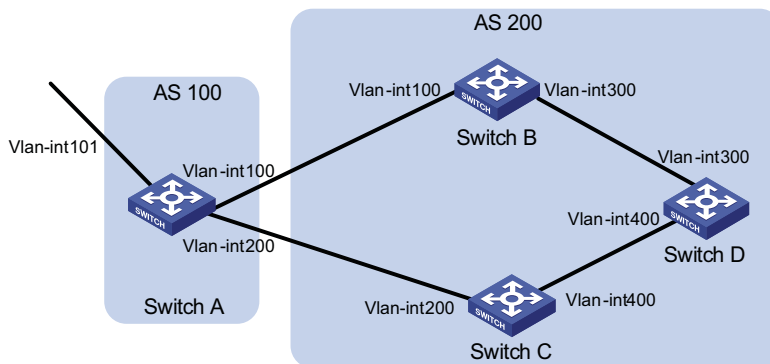 AS 200
AS 100
Vlan-int100
Vlan-int300
SWITCH
Switch B
Vlan-int101
Vlan-int100
Vlan-int300
SWITCH
SWITCH
Vlan-int400
Vlan-int200
Switch D
Switch A
Vlan-int200
SWITCH
Vlan-int400
Switch C